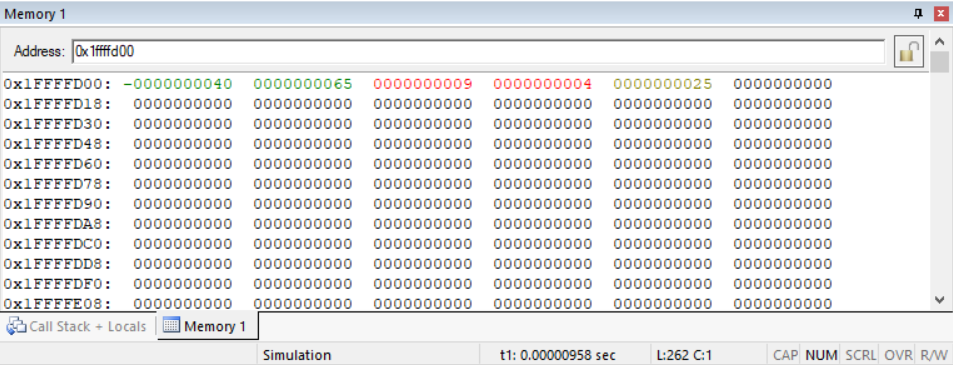 Memory 1
Address: 0x1ffffd00
0x1FFFFD00: -0000000040 0000000065 0000000009 0000000004 0000000025 0000000000
0x1FFFFD18: 0000000000 0000000000 0000000000 0000000000 0000000000 0000000000
0x1FFFFD30: 0000000000 0000000000 0000000000 0000000000 0000000000 0000000000
0x1FFFFD48: 0000000000 0000000000 0000000000 0000000000 0000000000 0000000000
0x1FFFFD60: 0000000000 0000000000 0000000000 0000000000 0000000000 0000000000
0x1FFFFD78: 0000000000 0000000000 0000000000 0000000000 0000000000 0000000000
0x1FFFFD90: 0000000000 0000000000 0000000000 0000000000 0000000000 0000000000
0x1FFFFDA8: 0000000000 0000000000 0000000000 0000000000 0000000000 0000000000
0x1FFFFDC0: 0000000000 0000000000 0000000000 0000000000 0000000000 0000000000
0x1FFFFDD8: 0000000000 0000000000 0000000000 0000000000 0000000000 0000000000
0x1FFFFDF0: 0000000000 0000000000 0000000000 0000000000 0000000000 0000000000
0x1FFFFE08: 0000000000 0000000000 0000000000 0000000000 0000000000 0000000000
Call Stack + Locals Memory 1
Simulation t1: 0.00000958 sec L:262 C:1 CAP NUM SCRL OVR R/W